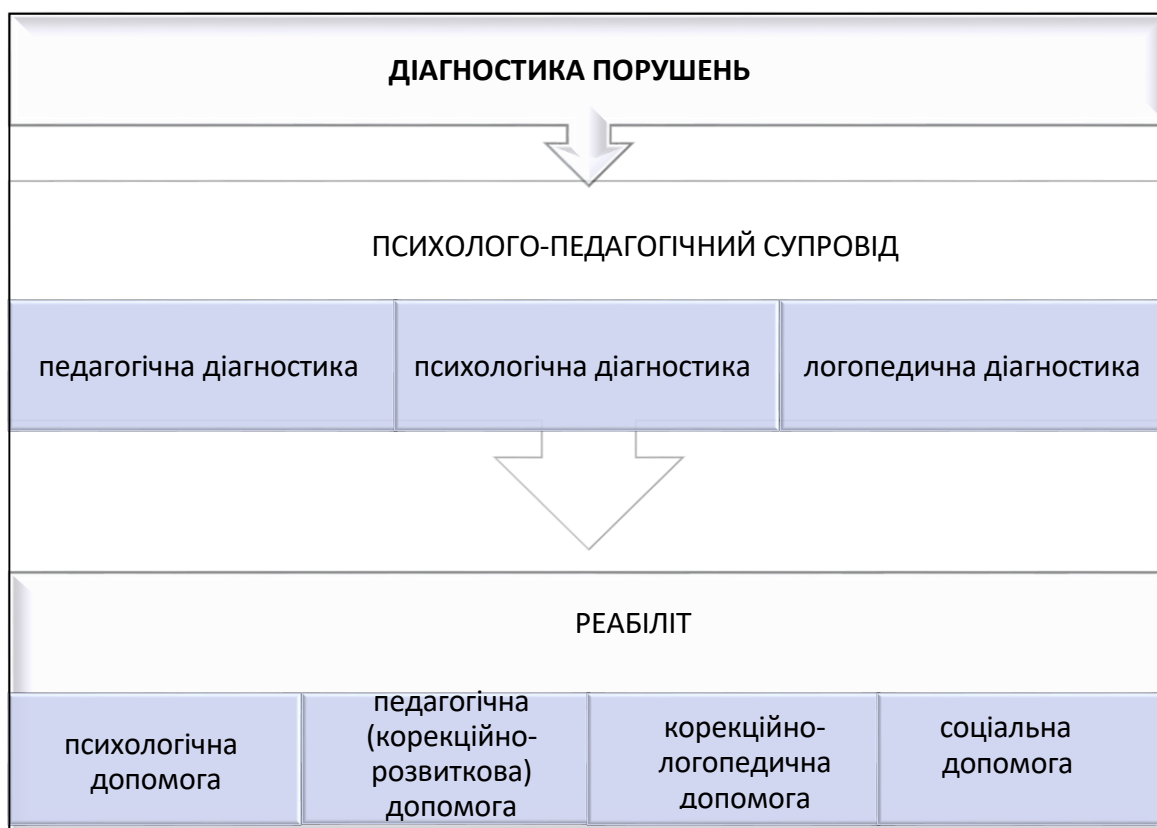 ДІАГНОСТИКА ПОРУШЕНЬ
ПСИХОЛОГО-ПЕДАГОГІЧНИЙ СУПРОВІД
педагогічна діагностика
психологічна діагностика
логопедична діагностика
РЕАБІЛІТ
психологічна
допомога
педагогічна
(корекційно-
розвиткова)
допомога
корекційно-
логопедична
допомога
соціальна
допомога